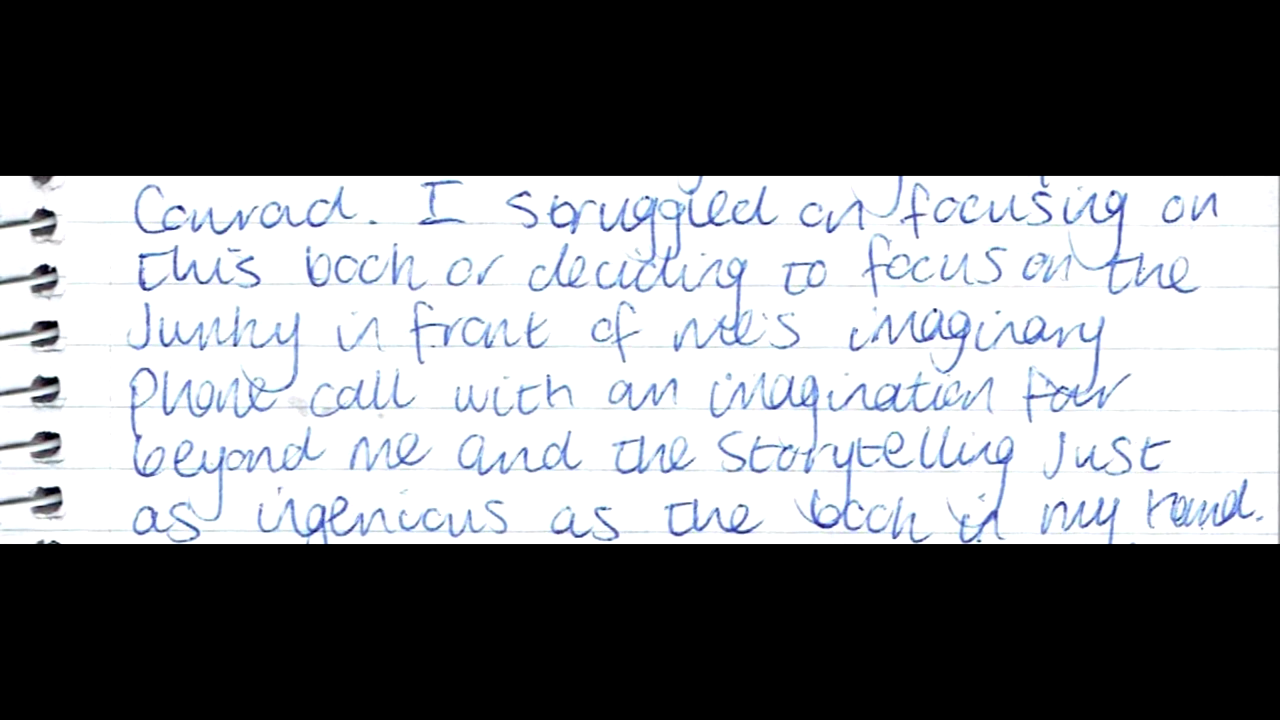 Conrad. I struggled on focusing on
this book or deciding to focus on the
Junky in front of me's imaginary
phone call with an imagination far
beyond me and the storytelling Just
as ingenious as the book in my hand.